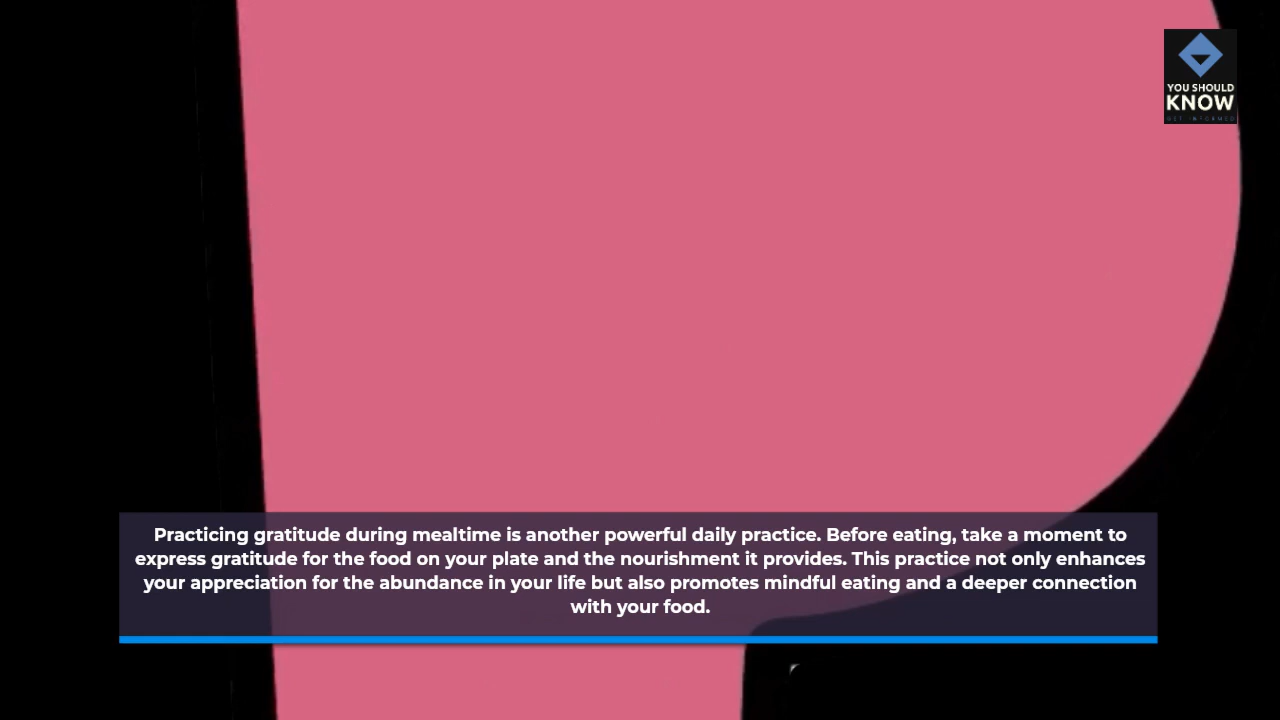 YOU SHOULD
KNOW
GET INFORMED
Practicing gratitude during mealtime is another powerful daily practice. Before eating, take a moment to
express gratitude for the food on your plate and the nourishment it provides. This practice not only enhances
your appreciation for the abundance in your life but also promotes mindful eating and a deeper connection
with your food.